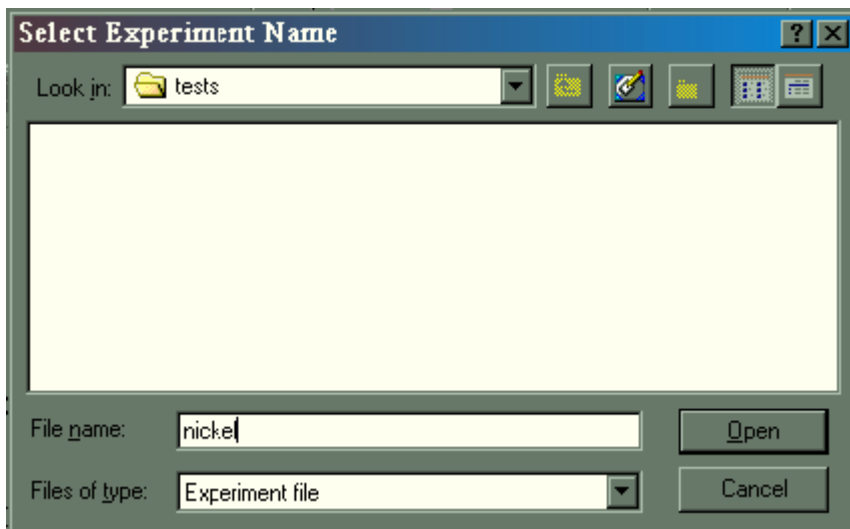 Select Experiment Name
Look in: tests
File name: nickel Open
Files of type: Experiment file Cancel